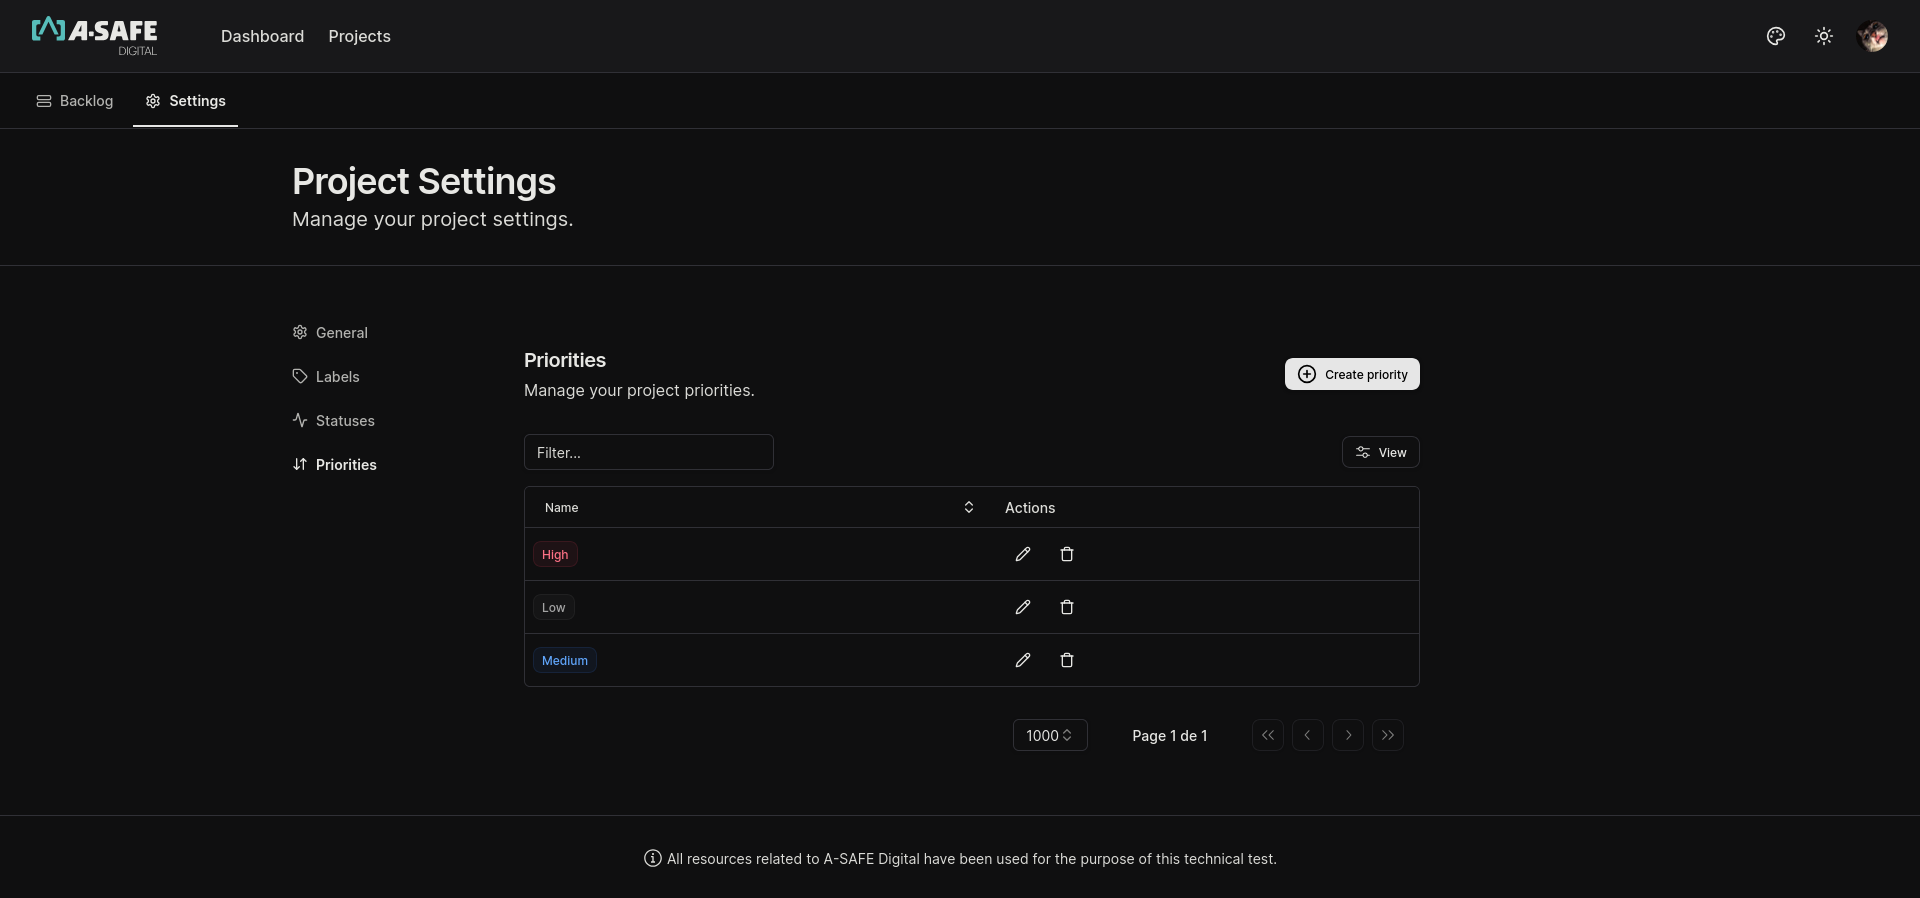 A-SAFE
DIGITAL
Dashboard
Projects
Backlog
Settings
Project Settings
Manage your project settings.
General
Labels
Statuses
Priorities
Priorities
Manage your project priorities.
Create priority
Filter...
View
Name
Actions
High
Low
Medium
1000
Page 1 de 1
All resources related to A-SAFE Digital have been used for the purpose of this technical test.